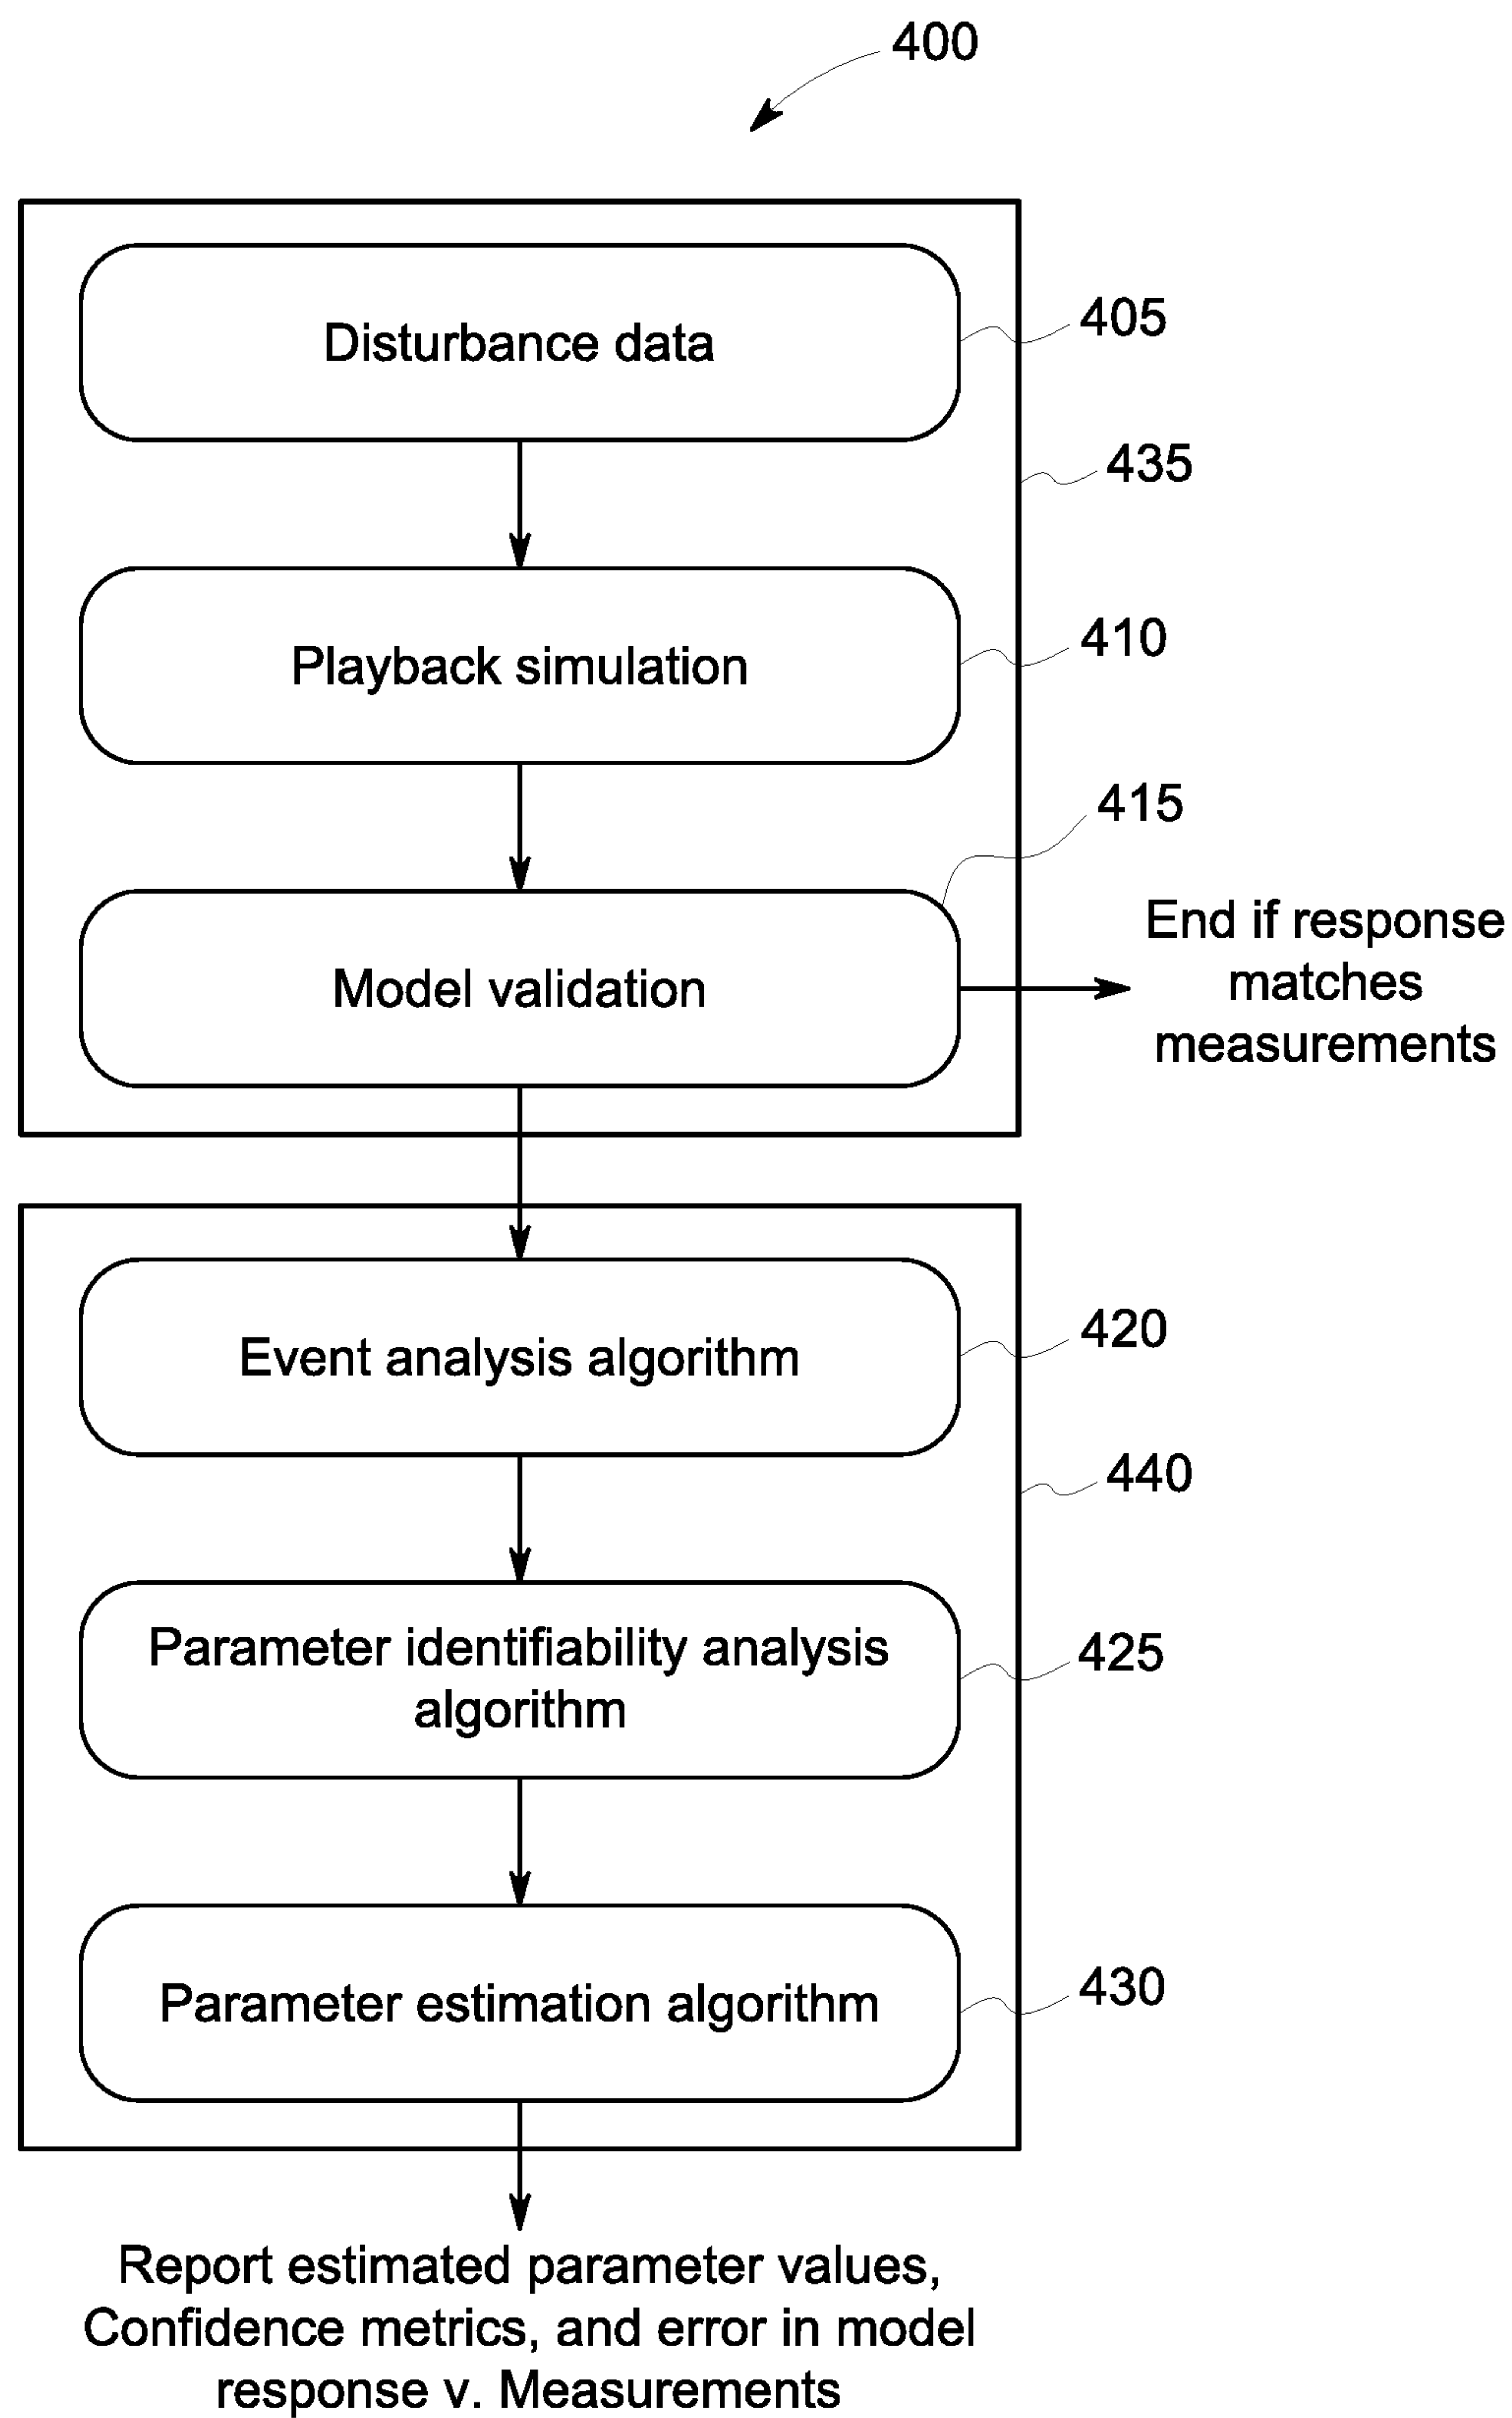 400
Disturbance data
405
435
Playback simulation
410
415
Model validation
End if response
matches
measurements
Event analysis algorithm
420
440
Parameter identifiability analysis
algorithm
425
Parameter estimation algorithm
430
Report estimated parameter values,
Confidence metrics, and error in model
response v. Measurements